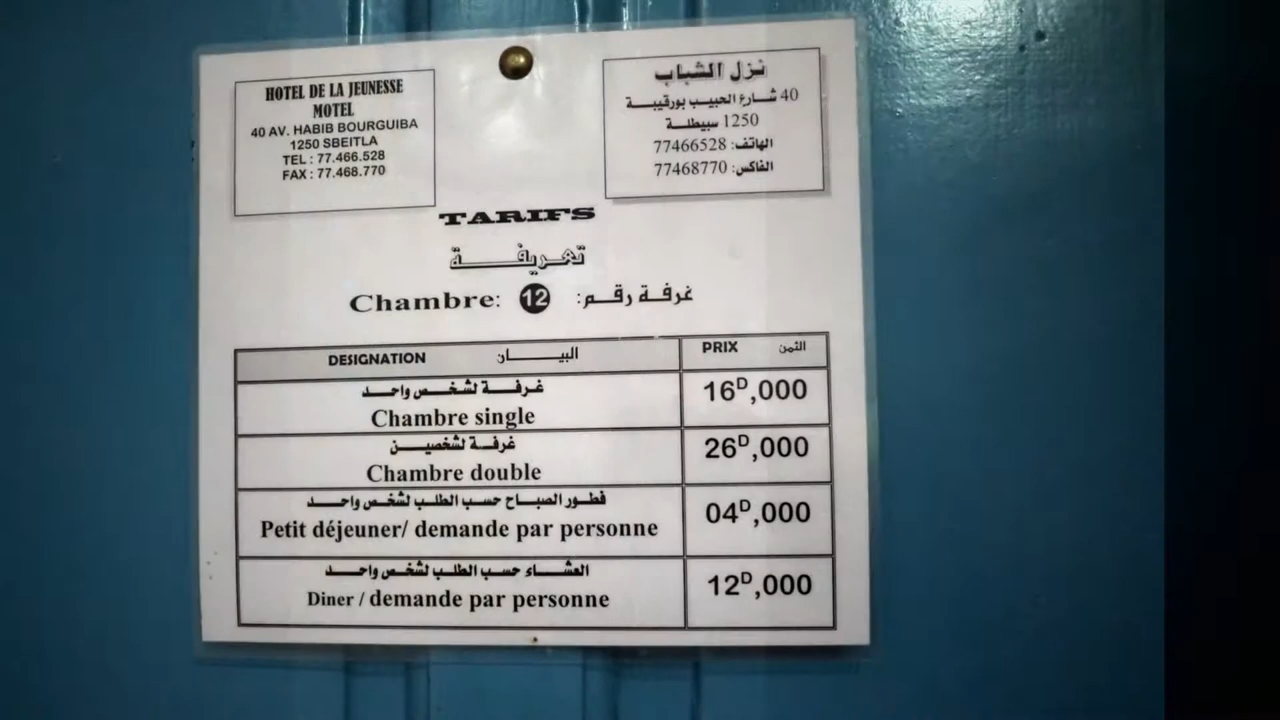 HOTEL DE LA JEUNESSE
MOTEL
40 AV. HABIB BOURGUIBA
1250 SBEITLA
TEL : 77.466.528
FAX : 77.468.770
نزل الشباب
40 شارع الحبيب بورقيبة
1250 سبيطلة
الهاتف: 77466528
الفاكس: 77468770
TARIFS
تعريفة
Chambre: 12 غرفة رقم:
DESIGNATION البيان
PRIX الثمن
غرفة لشخص واحد
Chambre single
16D,000
غرفة لشخصين
Chambre double
26D,000
فطور الصباح حسب الطلب لشخص واحد
Petit déjeuner/ demande par personne
04D,000
العشاء حسب الطلب لشخص واحد
Diner / demande par personne
12D,000